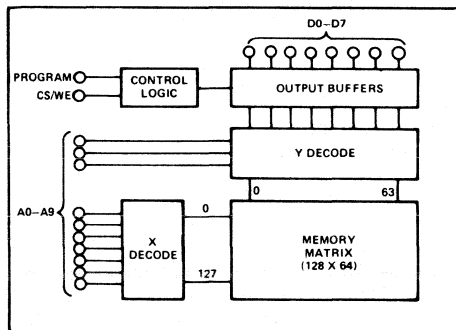 D0–D7
PROGRAM
CS/WE
CONTROL
LOGIC
OUTPUT BUFFERS
Y DECODE
0
63
A0–A9
X
DECODE
0
127
MEMORY
MATRIX
(128 X 64)